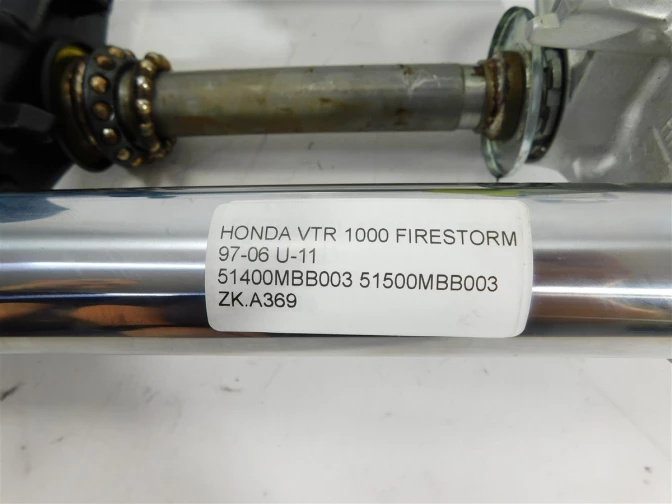 HONDA VTR 1000 FIRESTORM
97-06 U-11
51400MBB003 51500MBB003
ZK.A369